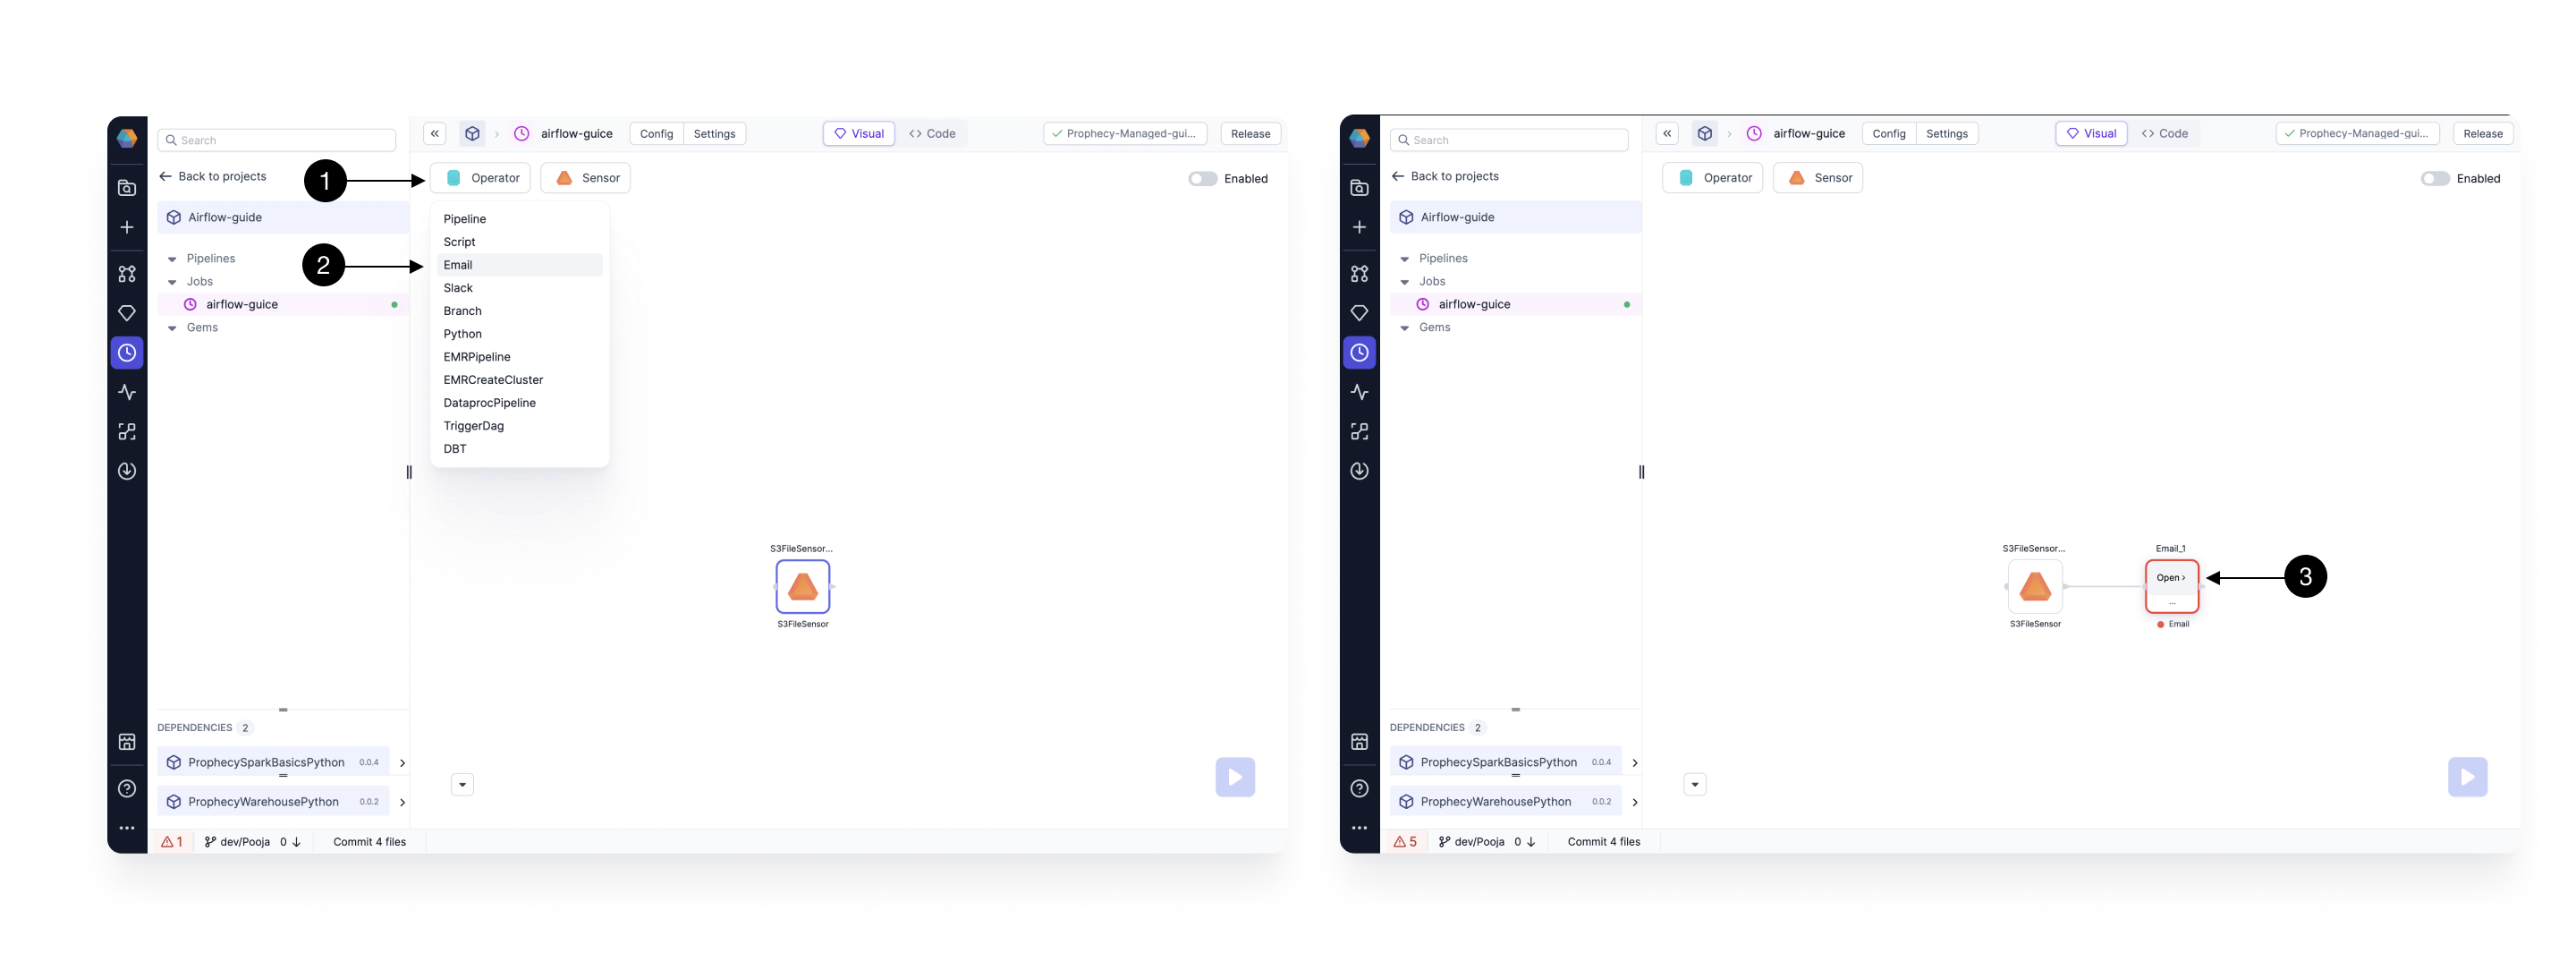 Search
Back to projects
Airflow-guide
Pipelines
Jobs
airflow-guice
Gems
DEPENDENCIES 2
ProphecySparkBasicsPython 0.0.4
ProphecyWarehousePython 0.0.2
1 dev/Pooja 0 Commit 4 files
airflow-guice Config Settings Visual Code Prophecy-Managed-gui... Release
1 Operator Sensor Enabled
Pipeline
Script
2 Email
Slack
Branch
Python
EMRPipeline
EMRCreateCluster
DataprocPipeline
TriggerDag
DBT
S3FileSensor...
S3FileSensor
Search
Back to projects
Airflow-guide
Pipelines
Jobs
airflow-guice
Gems
DEPENDENCIES 2
ProphecySparkBasicsPython 0.0.4
ProphecyWarehousePython 0.0.2
5 dev/Pooja 0 Commit 4 files
airflow-guice Config Settings Visual Code Prophecy-Managed-gui... Release
Operator Sensor Enabled
S3FileSensor... Email_1
Open > 3
...
S3FileSensor Email